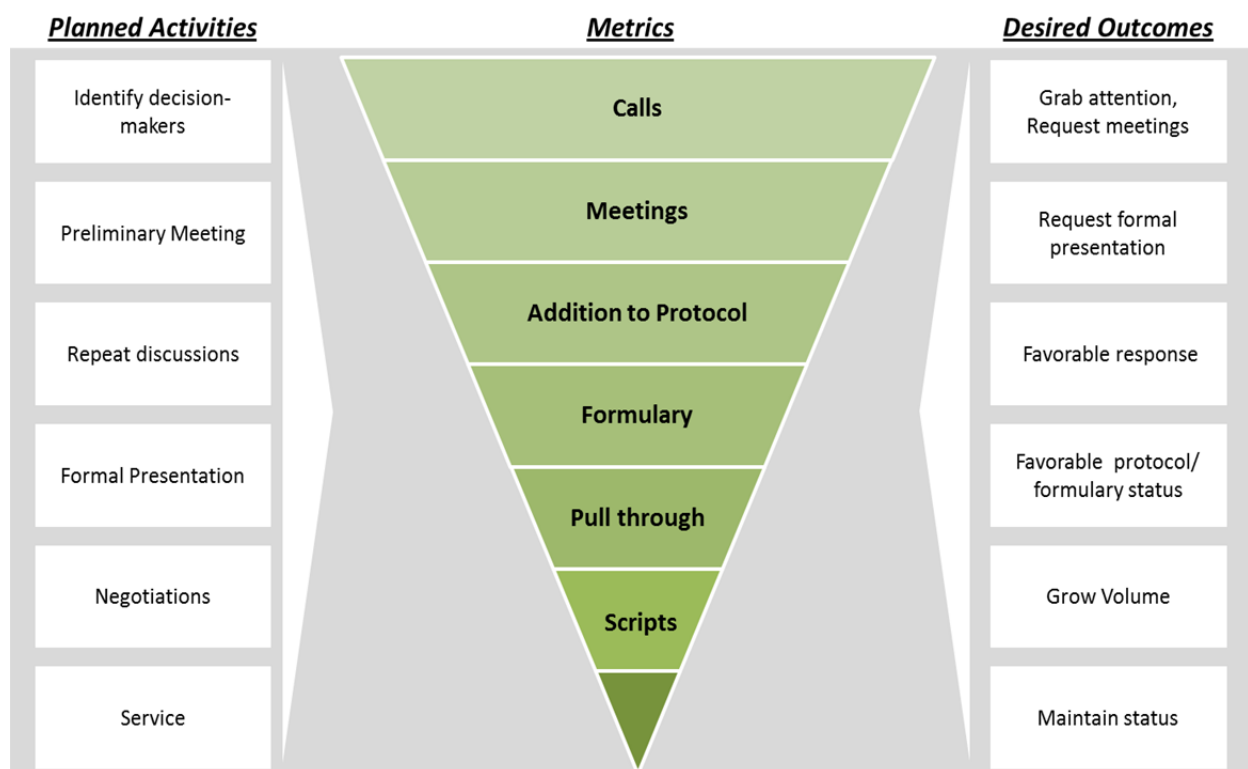 Planned Activities
Identify decision-
makers
Preliminary Meeting
Repeat discussions
Formal Presentation
Negotiations
Service
Metrics
Calls
Meetings
Addition to Protocol
Formulary
Pull through
Scripts
Desired Outcomes
Grab attention,
Request meetings
Request formal
presentation
Favorable response
Favorable protocol/
formulary status
Grow Volume
Maintain status